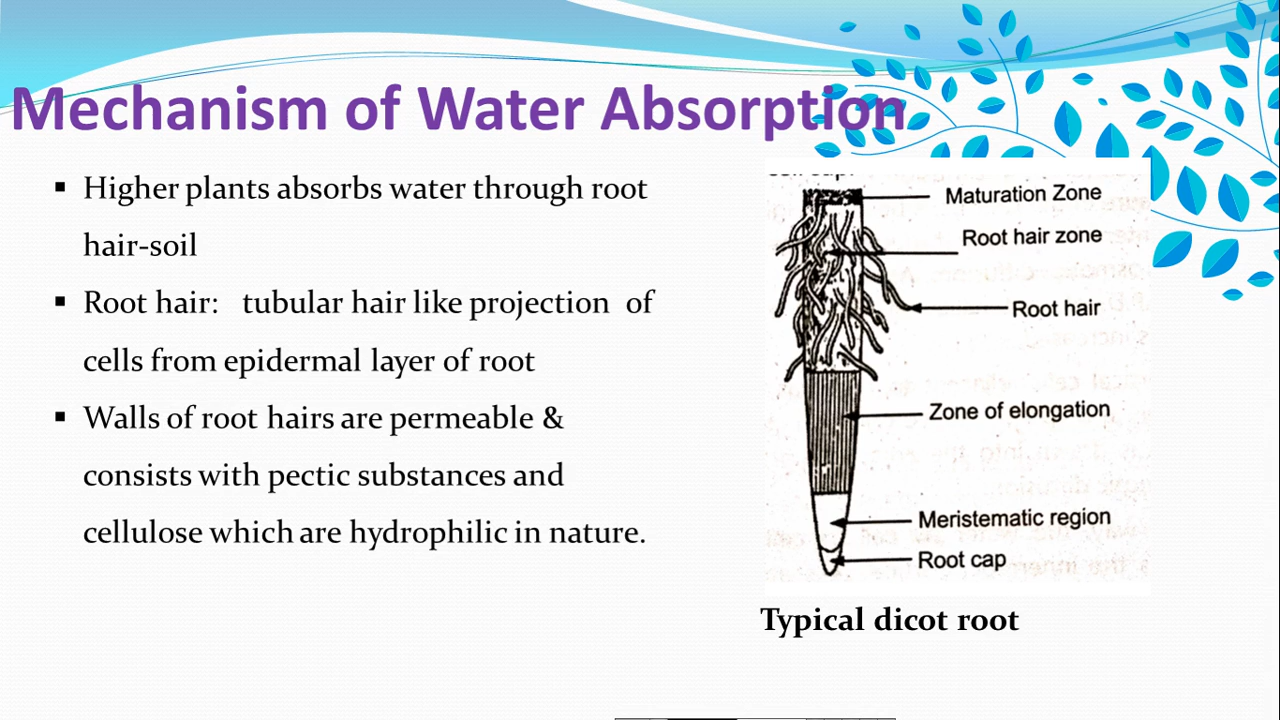 Mechanism of Water Absorption
▪ Higher plants absorbs water through root
hair-soil
▪ Root hair: tubular hair like projection of
cells from epidermal layer of root
▪ Walls of root hairs are permeable &
consists with pectic substances and
cellulose which are hydrophilic in nature.
Maturation Zone
Root hair zone
Root hair
Zone of elongation
Meristematic region
Root cap
Typical dicot root